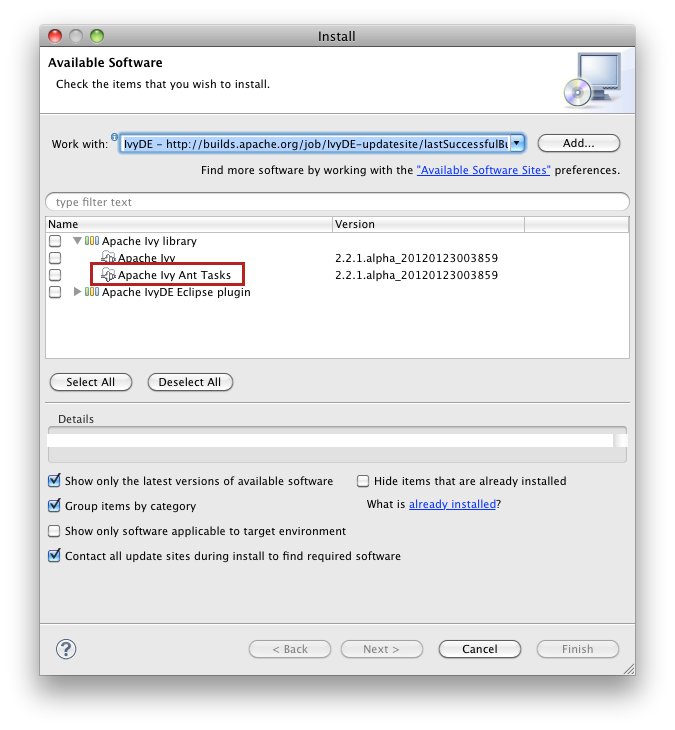 Install
Available Software
Check the items that you wish to install.
Work with: IvyDE - http://builds.apache.org/job/IvyDE-updatesite/lastSuccessfulBu
Add...
Find more software by working with the "Available Software Sites" preferences.
type filter text
Name Version
Apache Ivy library
Apache Ivy 2.2.1.alpha_20120123003859
Apache Ivy Ant Tasks 2.2.1.alpha_20120123003859
Apache IvyDE Eclipse plugin
Select All Deselect All
Details
Show only the latest versions of available software Hide items that are already installed
Group items by category What is already installed?
Show only software applicable to target environment
Contact all update sites during install to find required software
? < Back Next > Cancel Finish